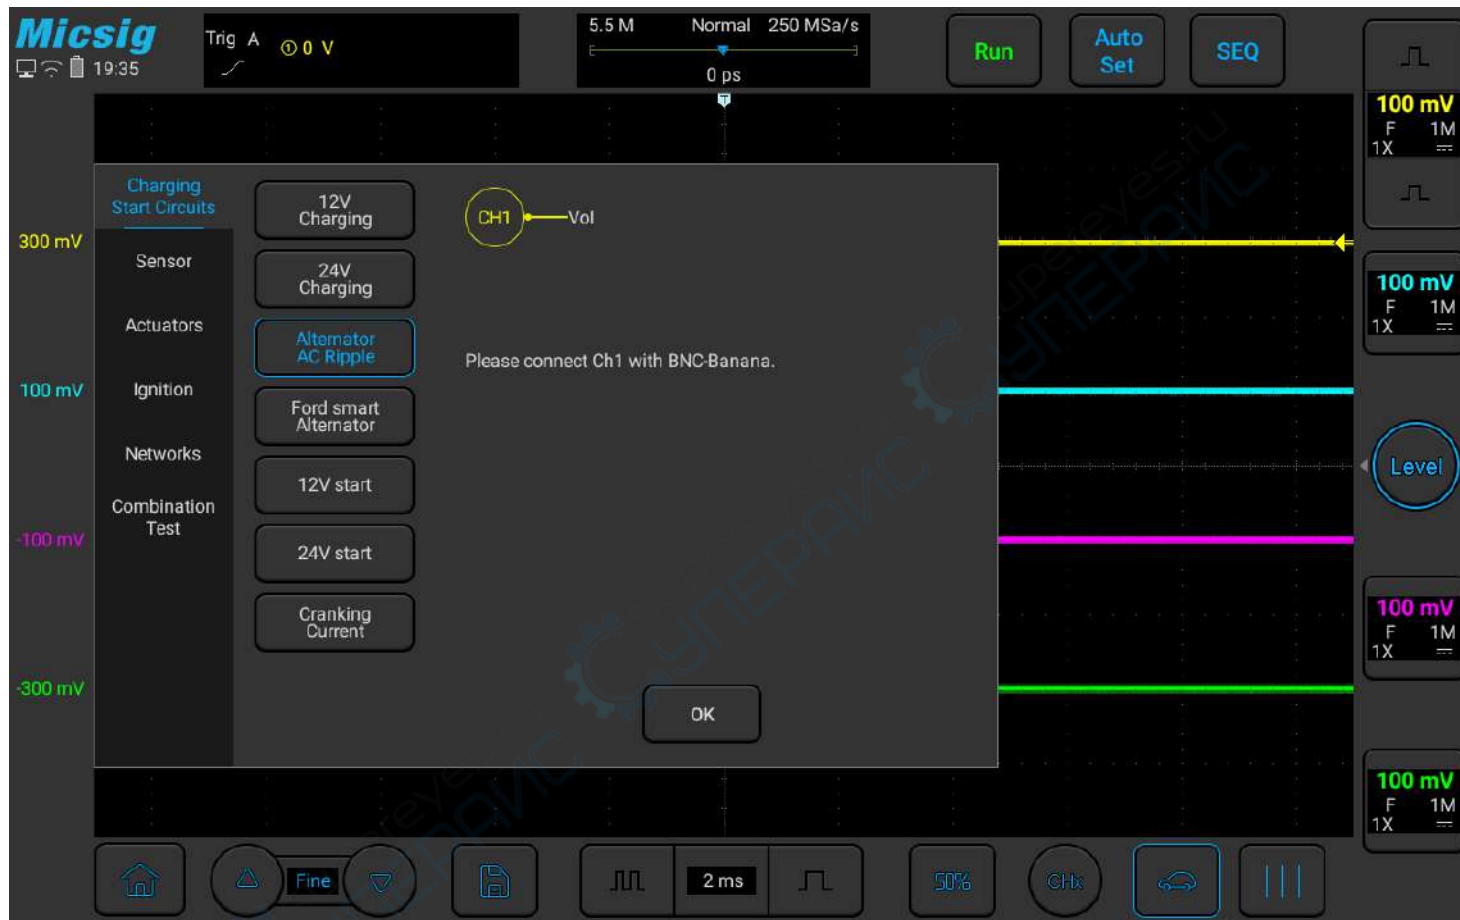 Micsig
19:35
Trig A ① 0 V
5.5 M Normal 250 MSa/s
0 ps
Run
Auto
Set
SEQ
T
100 mV
F 1M
1X
300 mV
100 mV
-100 mV
-300 mV
Charging
Start Circuits
Sensor
Actuators
Ignition
Networks
Combination
Test
12V
Charging
24V
Charging
Alternator
AC Ripple
Ford smart
Alternator
12V start
24V start
Cranking
Current
CH1 Vol
Please connect Ch1 with BNC-Banana.
OK
100 mV
F 1M
1X
Level
100 mV
F 1M
1X
100 mV
F 1M
1X
Fine
2 ms
50%
CHx
supereyes.ru
СУПЕРАЙС